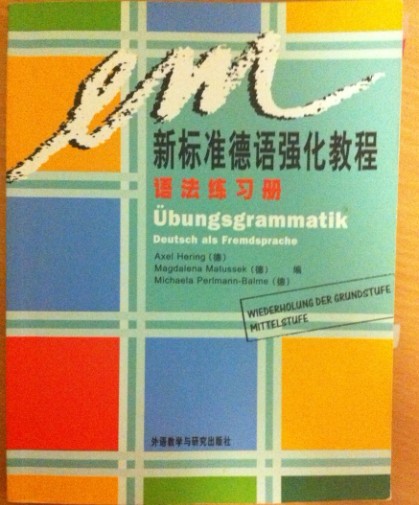 em
新标准德语强化教程
语法练习册
Übungsgrammatik
Deutsch als Fremdsprache
Axel Hering（德）
Magdalena Matussek（德） 编
Michaela Perlmann-Balme（德）
WIEDERHOLUNG DER GRUNDSTUFE
MITTELSTUFE
外语教学与研究出版社